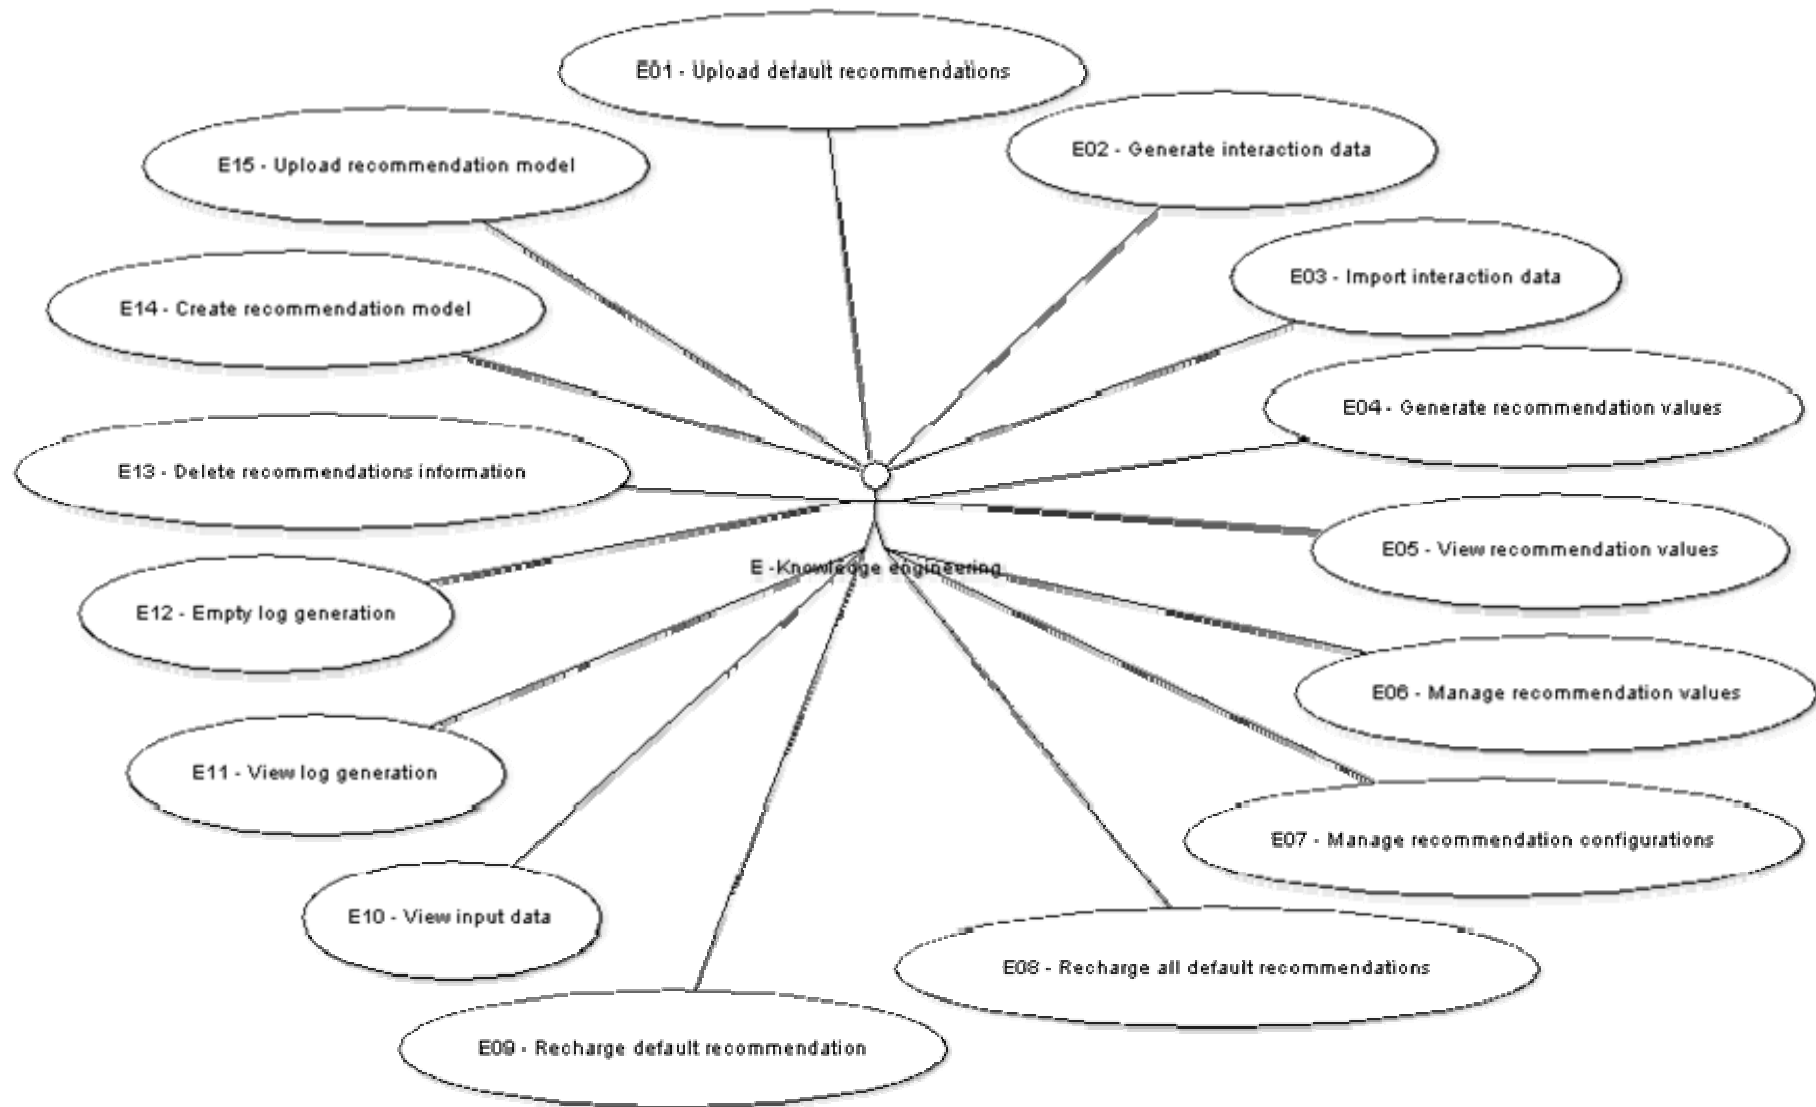 E01 - Upload default recommendations
E02 - Generate interaction data
E15 - Upload recommendation model
E03 - Import interaction data
E14 - Create recommendation model
E04 - Generate recommendation values
E13 - Delete recommendations information
E05 - View recommendation values
E -Knowledge engineering
E12 - Empty log generation
E06 - Manage recommendation values
E11 - View log generation
E07 - Manage recommendation configurations
E10 - View input data
E08 - Recharge all default recommendations
E09 - Recharge default recommendation